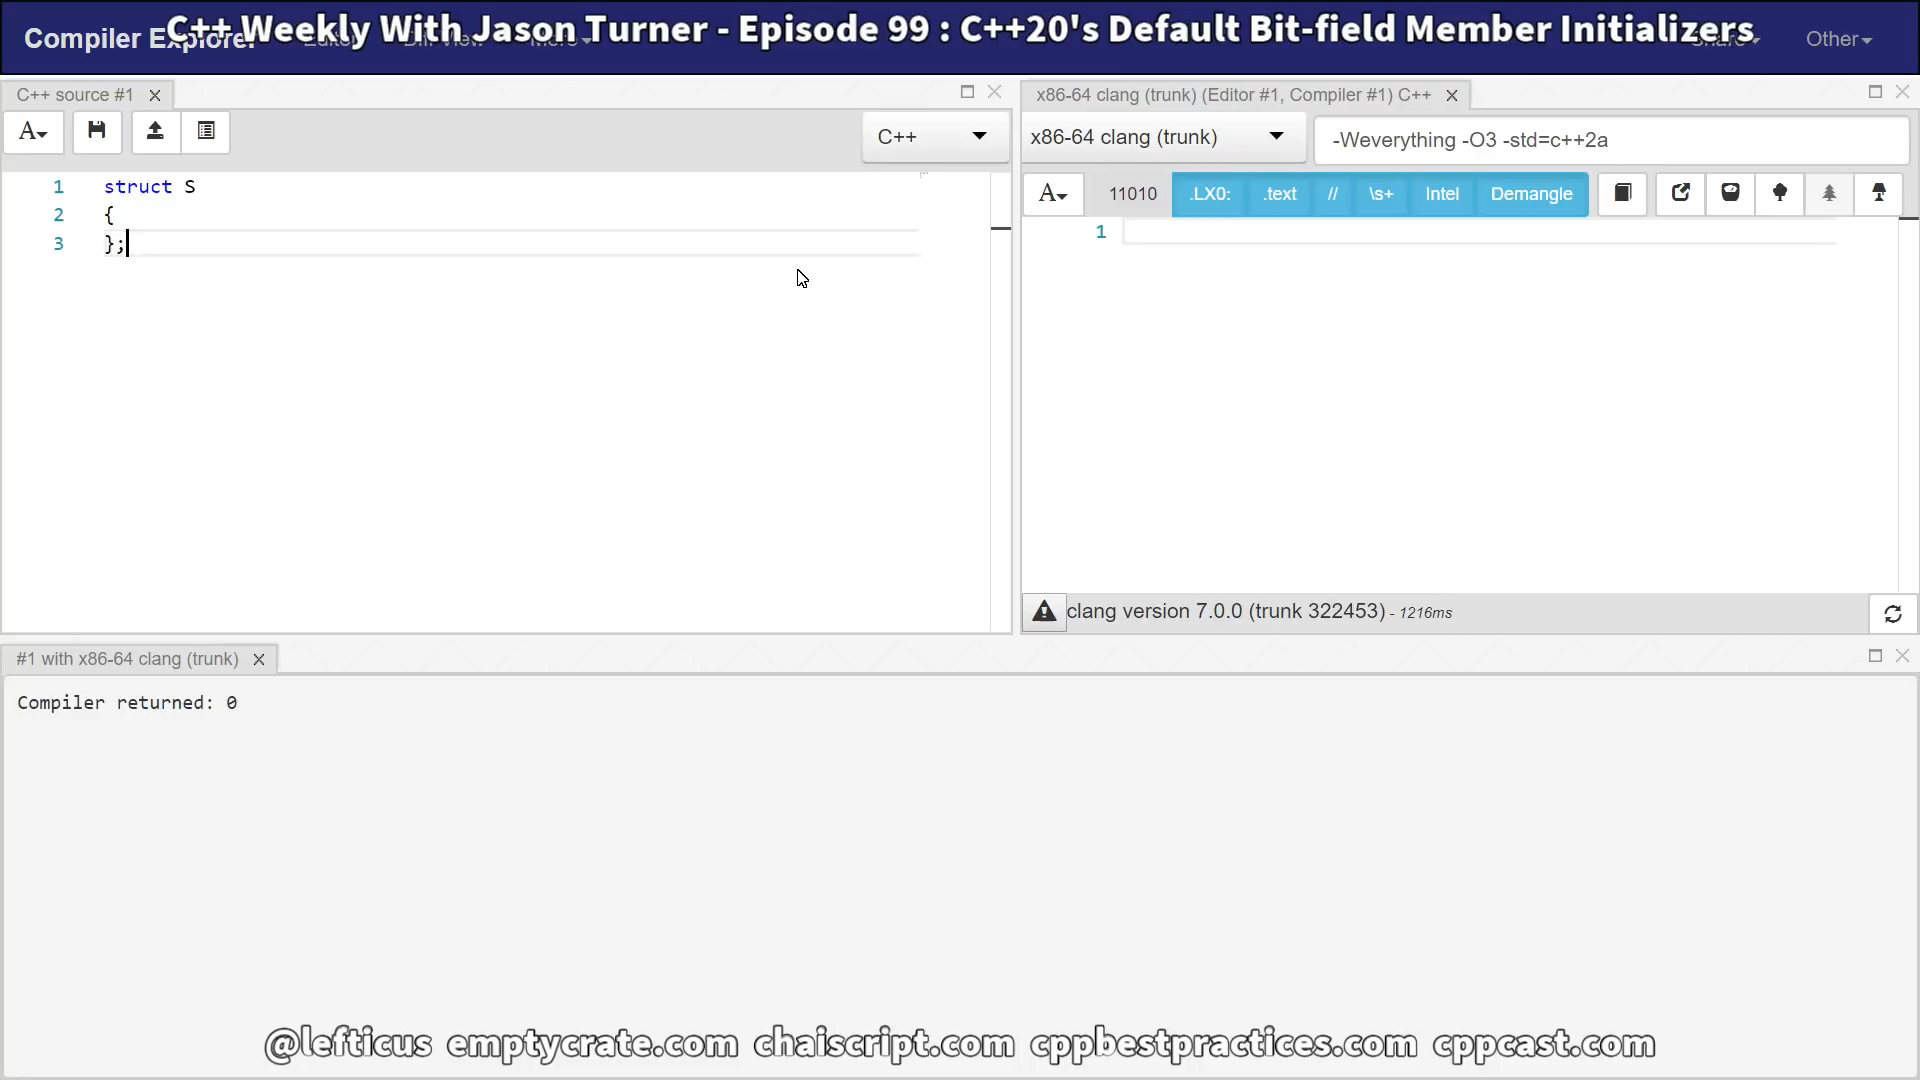 C++ Weekly With Jason Turner - Episode 99 : C++20's Default Bit-field Member Initializers
Compiler Explorer
Share
Other
C++ source #1
x86-64 clang (trunk) (Editor #1, Compiler #1) C++
A
C++
x86-64 clang (trunk)
-Weverything -O3 -std=c++2a
A
11010
.LX0:
.text
//
\s+
Intel
Demangle
1 struct S
2 {
3 };
1
clang version 7.0.0 (trunk 322453) - 1216ms
#1 with x86-64 clang (trunk)
Compiler returned: 0
@lefticus emptycrate.com chaiscript.com cppbestpractices.com cppcast.com